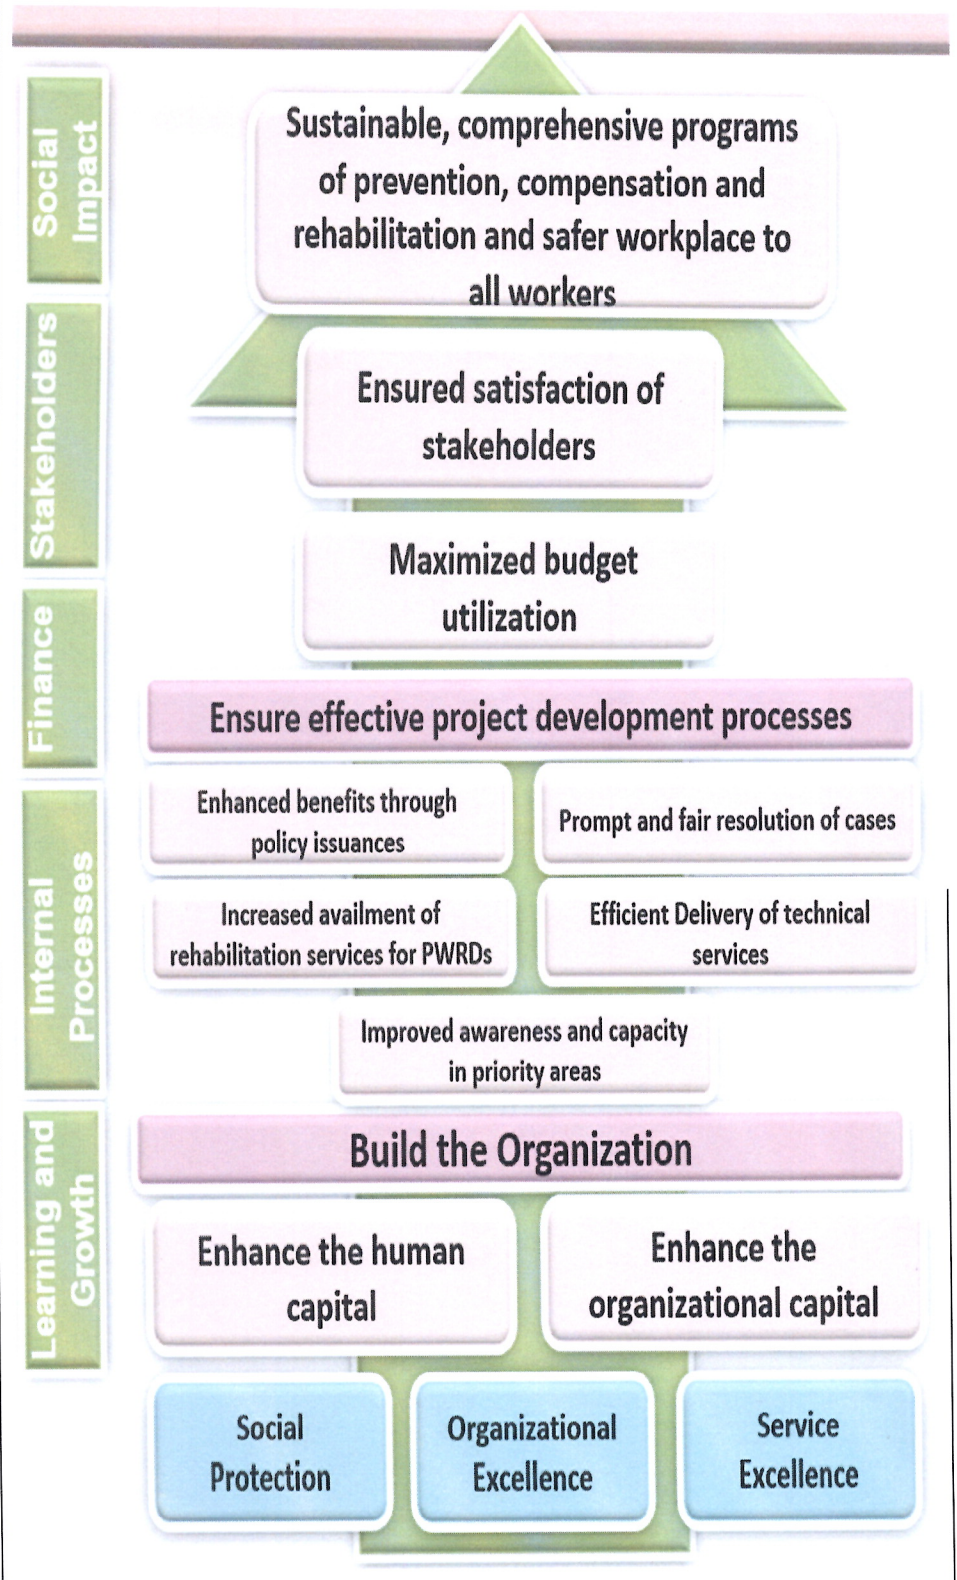 Social
Impact
Sustainable, comprehensive programs
of prevention, compensation and
rehabilitation and safer workplace to
all workers
Stakeholders
Ensured satisfaction of
stakeholders
Finance
Maximized budget
utilization
Internal
Processes
Ensure effective project development processes
Enhanced benefits through
policy issuances
Prompt and fair resolution of cases
Increased availment of
rehabilitation services for PWRDs
Efficient Delivery of technical
services
Improved awareness and capacity
in priority areas
Learning and
Growth
Build the Organization
Enhance the human
capital
Enhance the
organizational capital
Social
Protection
Organizational
Excellence
Service
Excellence